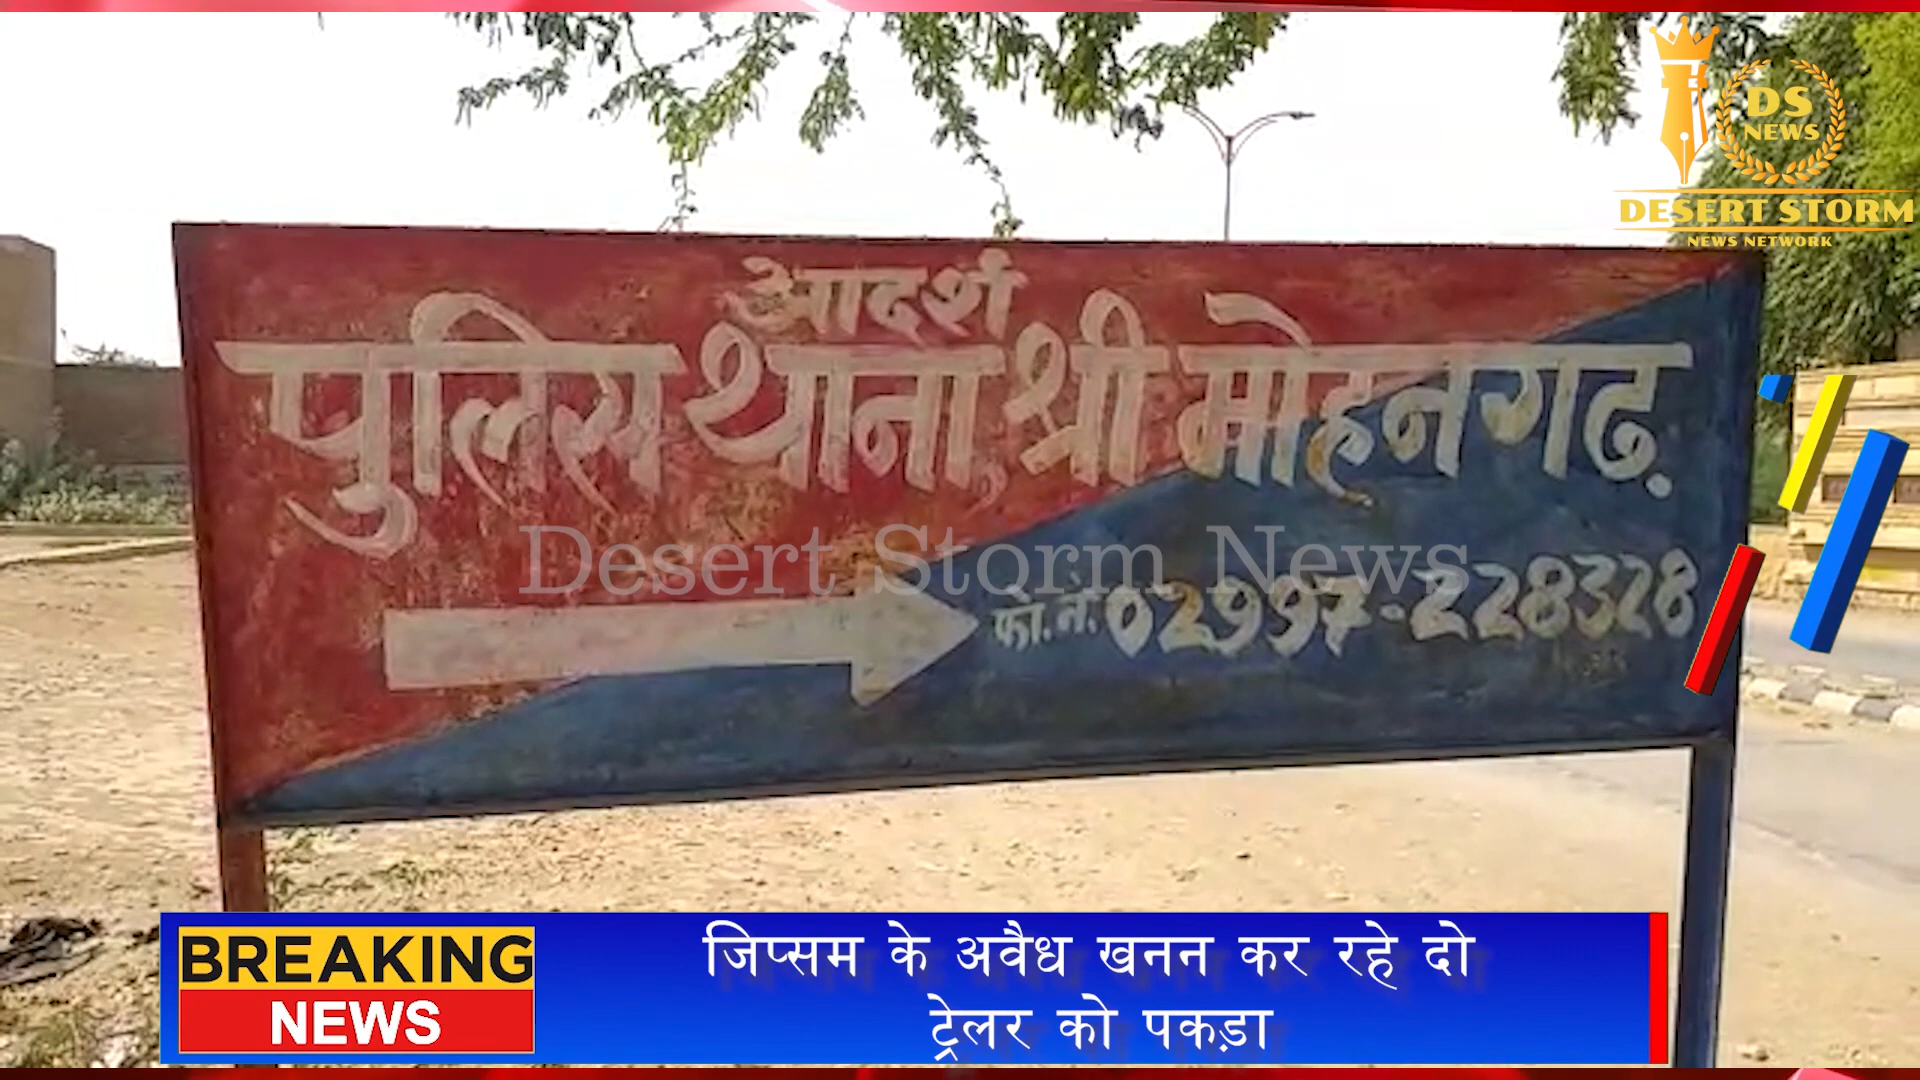 DS
NEWS
DESERT STORM
NEWS NETWORK
आदर्श
पुलिस थाना, श्री मोहनगढ़
Desert Storm News
फो. नं. 02997-228328
BREAKING
NEWS
जिप्सम के अवैध खनन कर रहे दो
ट्रेलर को पकड़ा